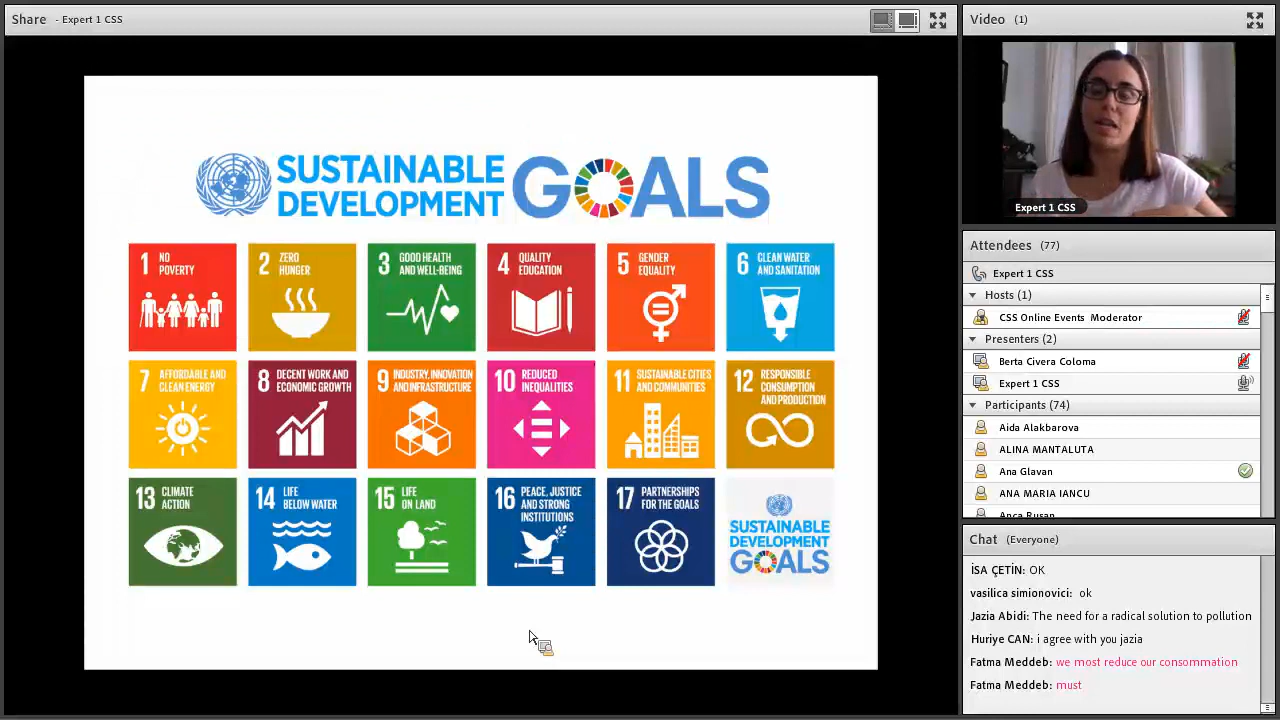 Share - Expert 1 CSS
SUSTAINABLE
DEVELOPMENT
GOALS
1 NO
POVERTY
2 ZERO
HUNGER
3 GOOD HEALTH
AND WELL-BEING
4 QUALITY
EDUCATION
5 GENDER
EQUALITY
6 CLEAN WATER
AND SANITATION
7 AFFORDABLE AND
CLEAN ENERGY
8 DECENT WORK AND
ECONOMIC GROWTH
9 INDUSTRY, INNOVATION
AND INFRASTRUCTURE
10 REDUCED
INEQUALITIES
11 SUSTAINABLE CITIES
AND COMMUNITIES
12 RESPONSIBLE
CONSUMPTION
AND PRODUCTION
13 CLIMATE
ACTION
14 LIFE
BELOW WATER
15 LIFE
ON LAND
16 PEACE, JUSTICE
AND STRONG
INSTITUTIONS
17 PARTNERSHIPS
FOR THE GOALS
SUSTAINABLE
DEVELOPMENT
GOALS
Video (1)
Expert 1 CSS
Attendees (77)
Expert 1 CSS
Hosts (1)
CSS Online Events Moderator
Presenters (2)
Berta Civera Coloma
Expert 1 CSS
Participants (74)
Aida Alakbarova
ALINA MANTALUTA
Ana Glavan
ANA MARIA IANCU
Anca Rusan
Chat (Everyone)
İSA ÇETİN: OK
vasilica simionovici: ok
Jazia Abidi: The need for a radical solution to pollution
Huriye CAN: i agree with you jazia
Fatma Meddeb: we most reduce our consommation
Fatma Meddeb: must